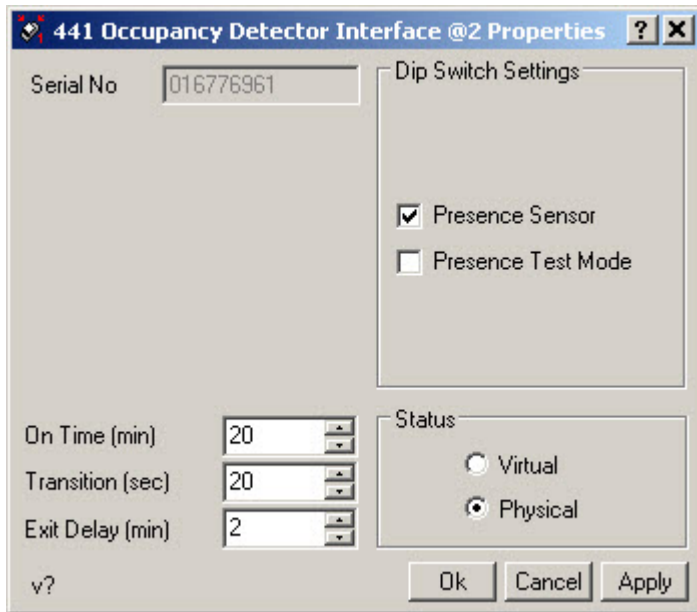 441 Occupancy Detector Interface @2 Properties
Serial No 016776961
Dip Switch Settings
Presence Sensor
Presence Test Mode
On Time (min) 20
Transition (sec) 20
Exit Delay (min) 2
Status
Virtual
Physical
v?
Ok Cancel Apply